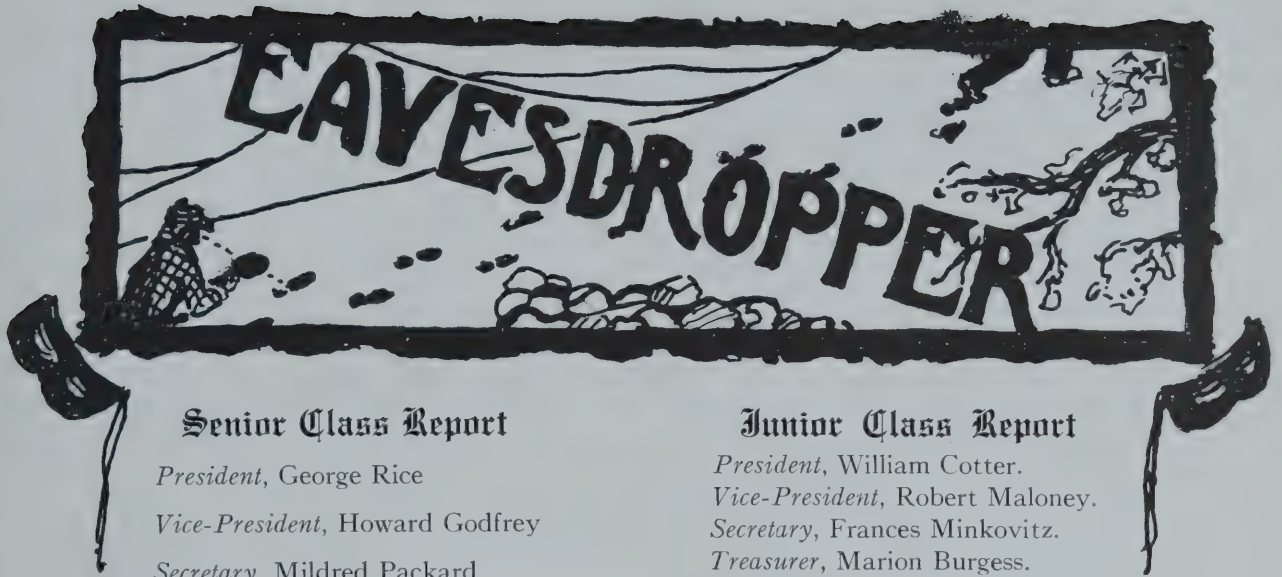 EAVESDROPPER
Senior Class Report
President, George Rice
Vice-President, Howard Godfrey
Secretary, Mildred Packard
Junior Class Report
President, William Cotter.
Vice-President, Robert Maloney.
Secretary, Frances Minkovitz.
Treasurer, Marion Burgess.